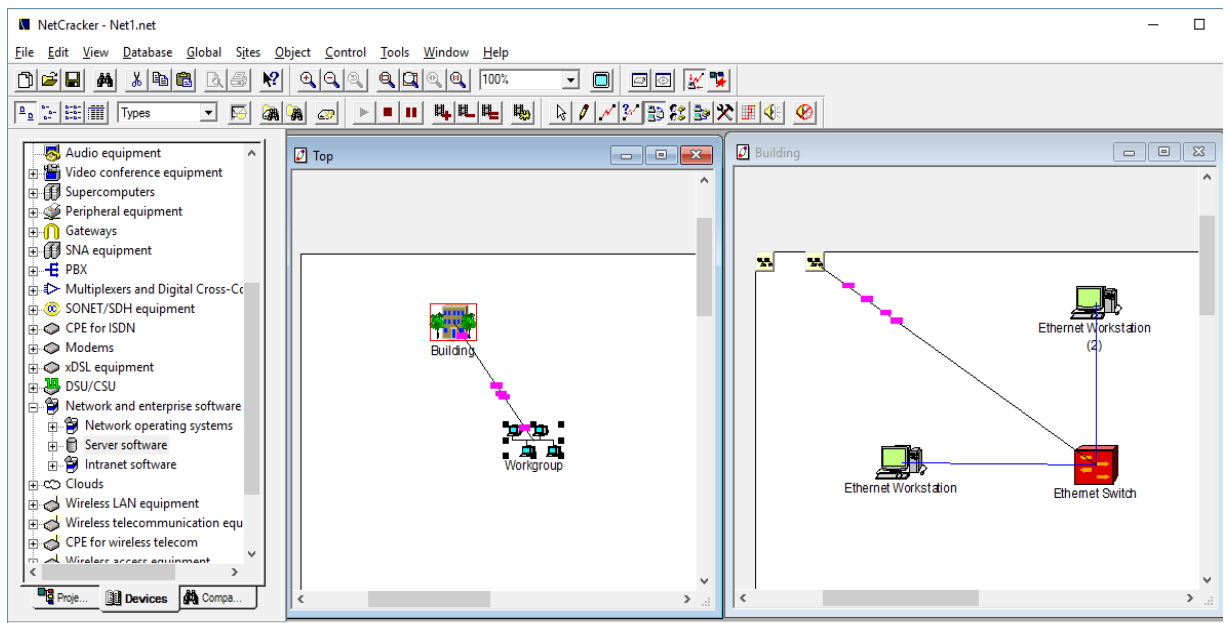 NetCracker - Net1.net
File Edit View Database Global Sites Object Control Tools Window Help
100%
Types
Audio equipment
Video conference equipment
Supercomputers
Peripheral equipment
Gateways
SNA equipment
PBX
Multiplexers and Digital Cross-Cc
SONET/SDH equipment
CPE for ISDN
Modems
xDSL equipment
DSU/CSU
Network and enterprise software
Network operating systems
Server software
Intranet software
Clouds
Wireless LAN equipment
Wireless telecommunication equ
CPE for wireless telecom
Wireless access equipment
Proje... Devices Compa...
Top
Building
Workgroup
Building
Ethernet Workstation
(2)
Ethernet Workstation
Ethernet Switch